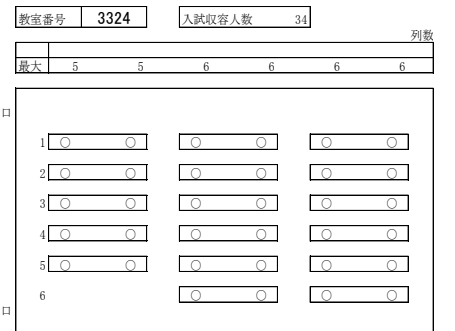 教室番号 3324 入試収容人数 34
列数
最大 5 5 6 6 6 6
口
1 ○ ○ ○ ○ ○ ○
2 ○ ○ ○ ○ ○ ○
3 ○ ○ ○ ○ ○ ○
4 ○ ○ ○ ○ ○ ○
5 ○ ○ ○ ○ ○ ○
6 ○ ○ ○ ○
口